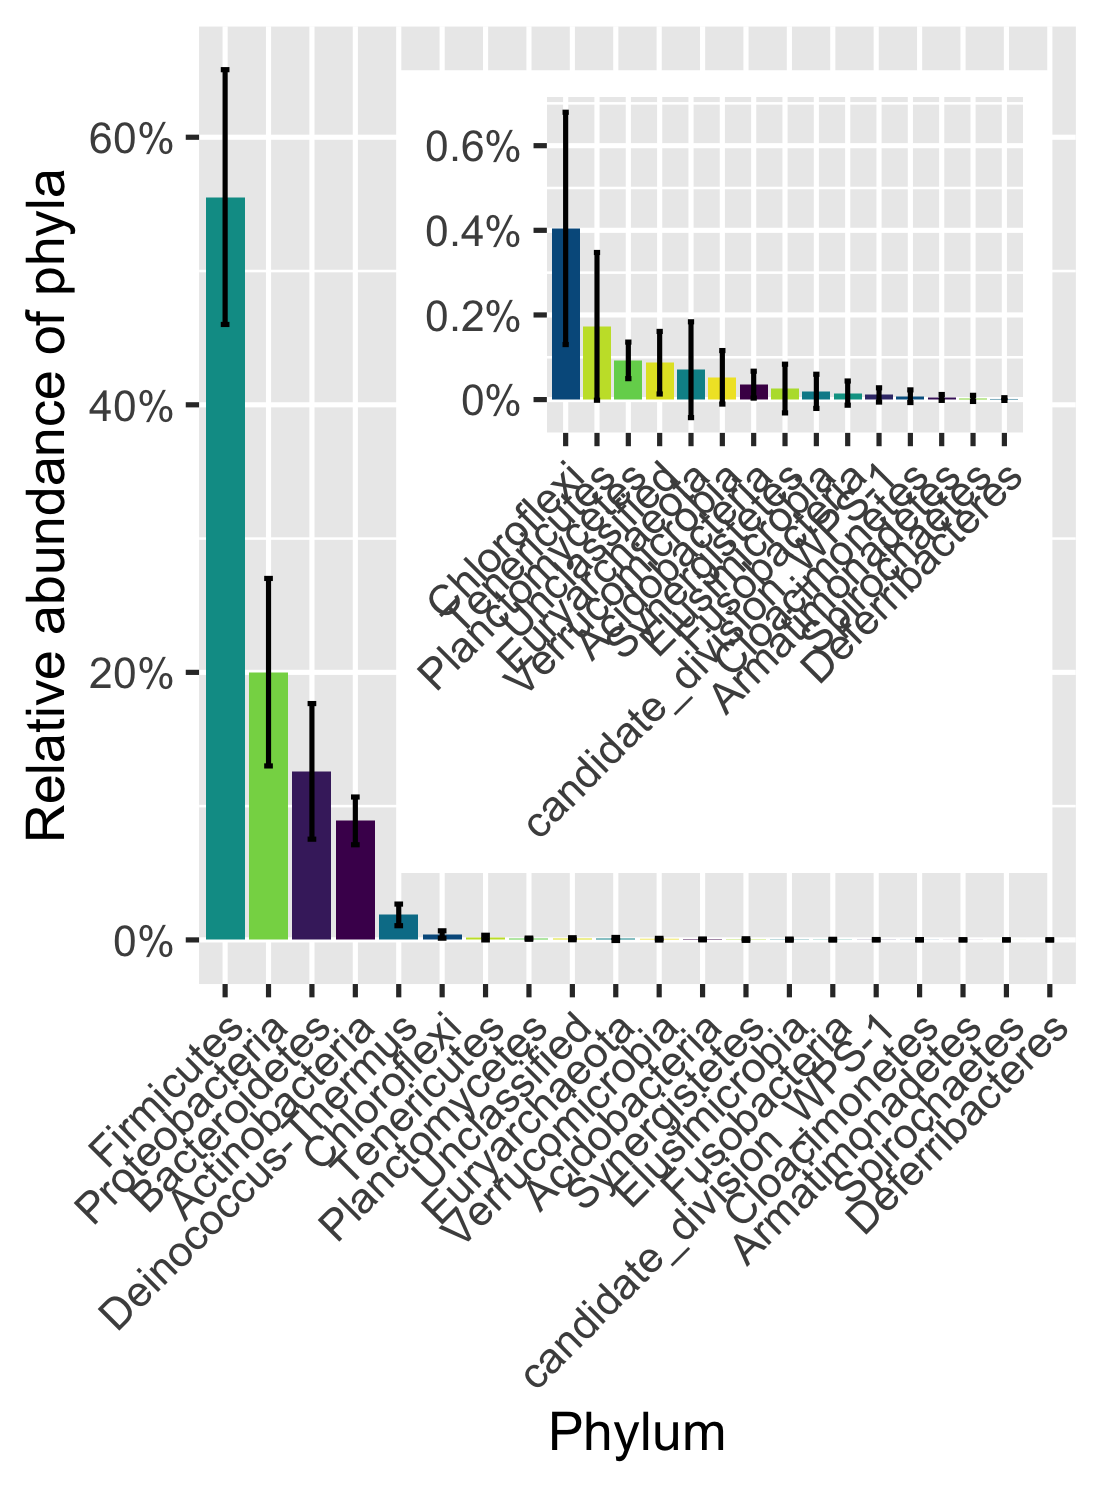 Relative abundance of phyla
60%
40%
20%
0%
0.6%
0.4%
0.2%
0%
Chloroflexi
Tenericutes
Planctomycetes
Unclassified
Euryarchaeota
Verrucomicrobia
Acidobacteria
Synergistetes
Elusimicrobia
Fusobacteria
candidate_division_WPS-1
Cloacimonetes
Armatimonadetes
Spirochaetes
Deferribacteres
Firmicutes
Proteobacteria
Bacteroidetes
Actinobacteria
Deinococcus-Thermus
Chloroflexi
Tenericutes
Planctomycetes
Unclassified
Euryarchaeota
Verrucomicrobia
Acidobacteria
Synergistetes
Elusimicrobia
Fusobacteria
candidate_division_WPS-1
Cloacimonetes
Armatimonadetes
Spirochaetes
Deferribacteres
Phylum